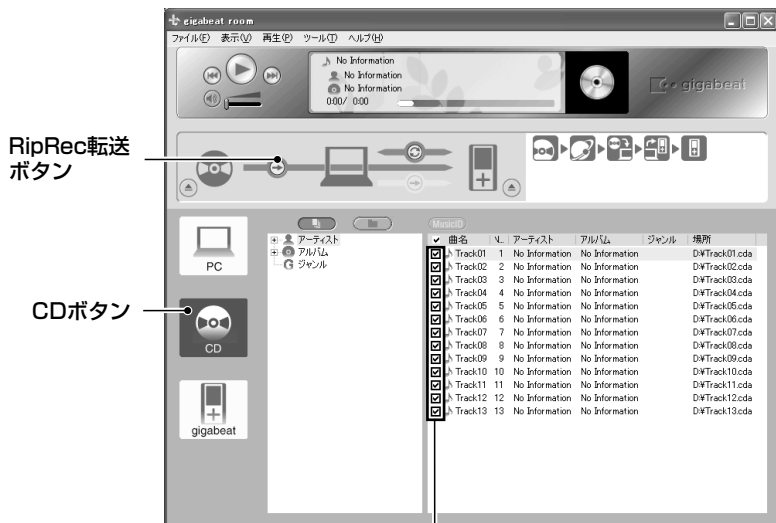 gigabeat room
ファイル(F) 表示(V) 再生(P) ツール(T) ヘルプ(H)
No Information
No Information
No Information
0:00/ 0:00
gigabeat
RipRec転送
ボタン
MusicID
PC
CDボタン
CD
gigabeat
アーティスト
アルバム
ジャンル
曲名 \.. アーティスト アルバム ジャンル 場所
Track01 1 No Information No Information D:¥Track01.cda
Track02 2 No Information No Information D:¥Track02.cda
Track03 3 No Information No Information D:¥Track03.cda
Track04 4 No Information No Information D:¥Track04.cda
Track05 5 No Information No Information D:¥Track05.cda
Track06 6 No Information No Information D:¥Track06.cda
Track07 7 No Information No Information D:¥Track07.cda
Track08 8 No Information No Information D:¥Track08.cda
Track09 9 No Information No Information D:¥Track09.cda
Track10 10 No Information No Information D:¥Track10.cda
Track11 11 No Information No Information D:¥Track11.cda
Track12 12 No Information No Information D:¥Track12.cda
Track13 13 No Information No Information D:¥Track13.cda